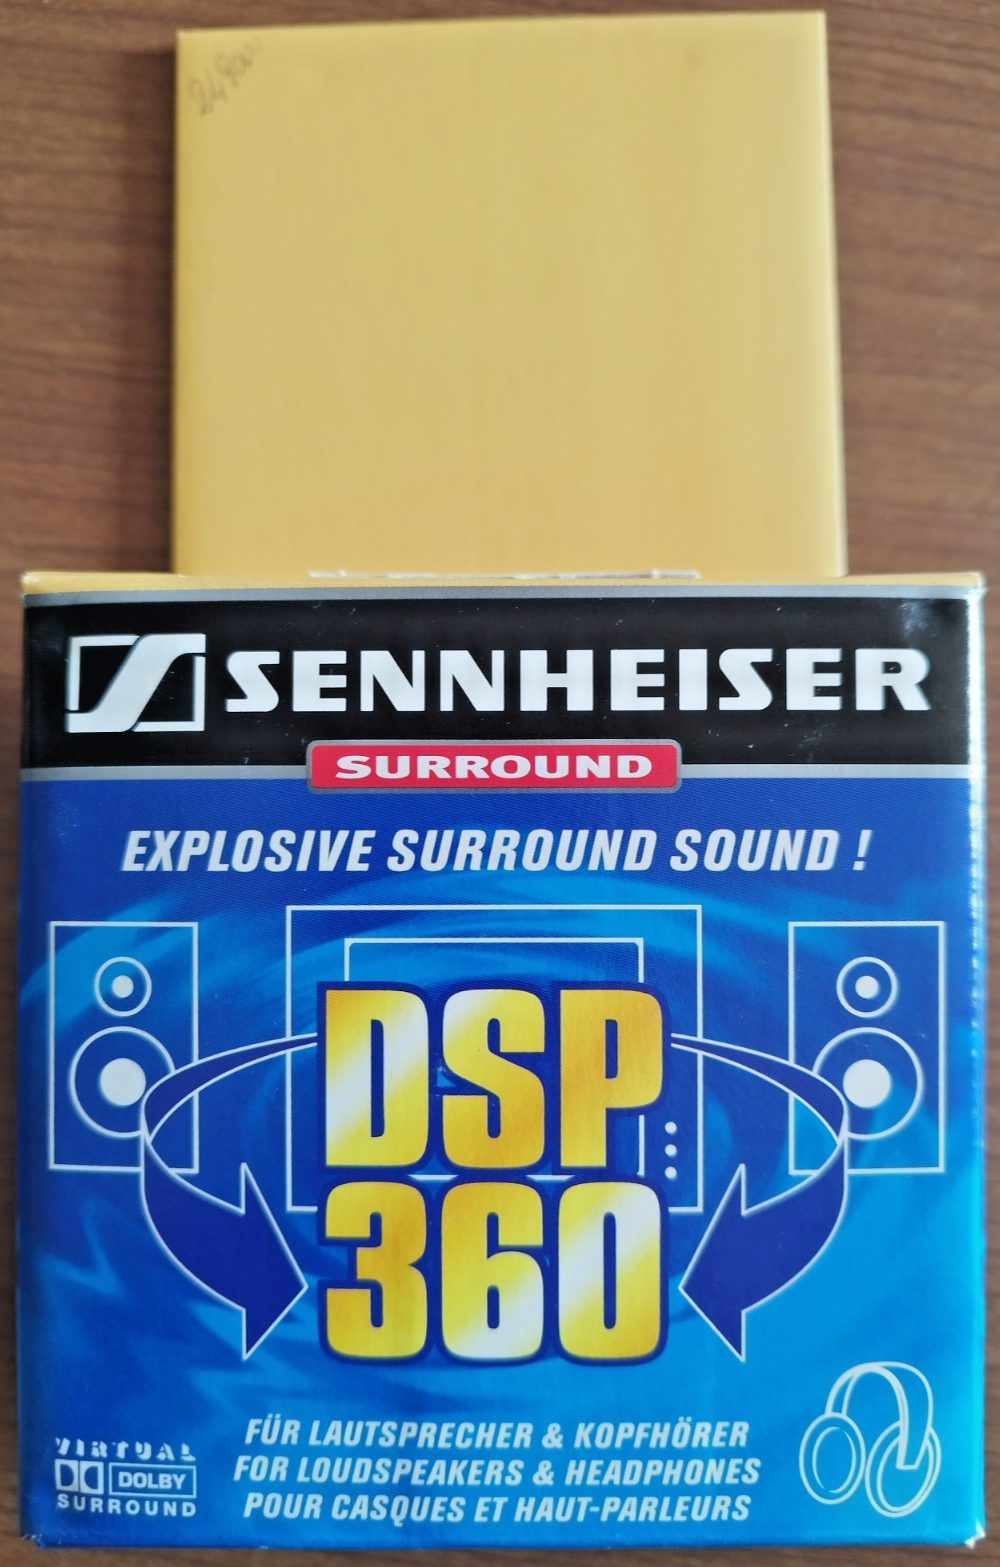 SENNHEISER
SURROUND
EXPLOSIVE SURROUND SOUND !
DSP
360
FÜR LAUTSPRECHER & KOPFHÖRER
FOR LOUDSPEAKERS & HEADPHONES
POUR CASQUES ET HAUT-PARLEURS
VIRTUAL
DOLBY
SURROUND